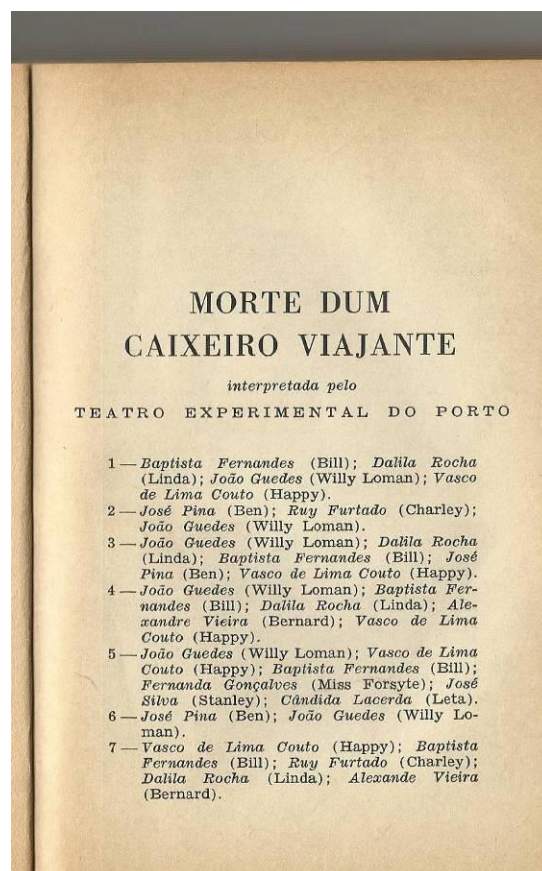 MORTE DUM
CAIXEIRO VIAJANTE
interpretada pelo
TEATRO EXPERIMENTAL DO PORTO
1 — Baptista Fernandes (Bill); Dalila Rocha
(Linda); João Guedes (Willy Loman); Vasco
de Lima Couto (Happy).
2 — José Pina (Ben); Ruy Furtado (Charley);
João Guedes (Willy Loman).
3 — João Guedes (Willy Loman); Dalila Rocha
(Linda); Baptista Fernandes (Bill); José
Pina (Ben); Vasco de Lima Couto (Happy).
4 — João Guedes (Willy Loman); Baptista Fer-
nandes (Bill); Dalila Rocha (Linda); Ale-
xandre Vieira (Bernard); Vasco de Lima
Couto (Happy).
5 — João Guedes (Willy Loman); Vasco de Lima
Couto (Happy); Baptista Fernandes (Bill);
Fernanda Gonçalves (Miss Forsyte); José
Silva (Stanley); Cândida Lacerda (Leta).
6 — José Pina (Ben); João Guedes (Willy Lo-
man).
7 — Vasco de Lima Couto (Happy); Baptista
Fernandes (Bill); Ruy Furtado (Charley);
Dalila Rocha (Linda); Alexande Vieira
(Bernard).